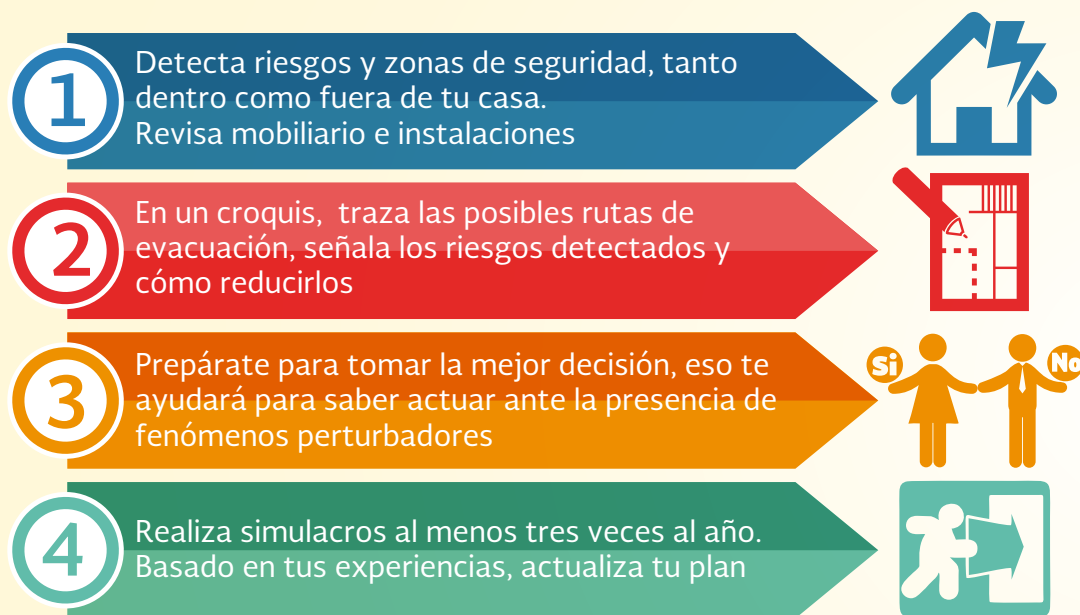 1
Detecta riesgos y zonas de seguridad, tanto
dentro como fuera de tu casa.
Revisa mobiliario e instalaciones
2
En un croquis, traza las posibles rutas de
evacuación, señala los riesgos detectados y
cómo reducirlos
3
Prepárate para tomar la mejor decisión, eso te
ayudará para saber actuar ante la presencia de
fenómenos perturbadores
Si
No
4
Realiza simulacros al menos tres veces al año.
Basado en tus experiencias, actualiza tu plan